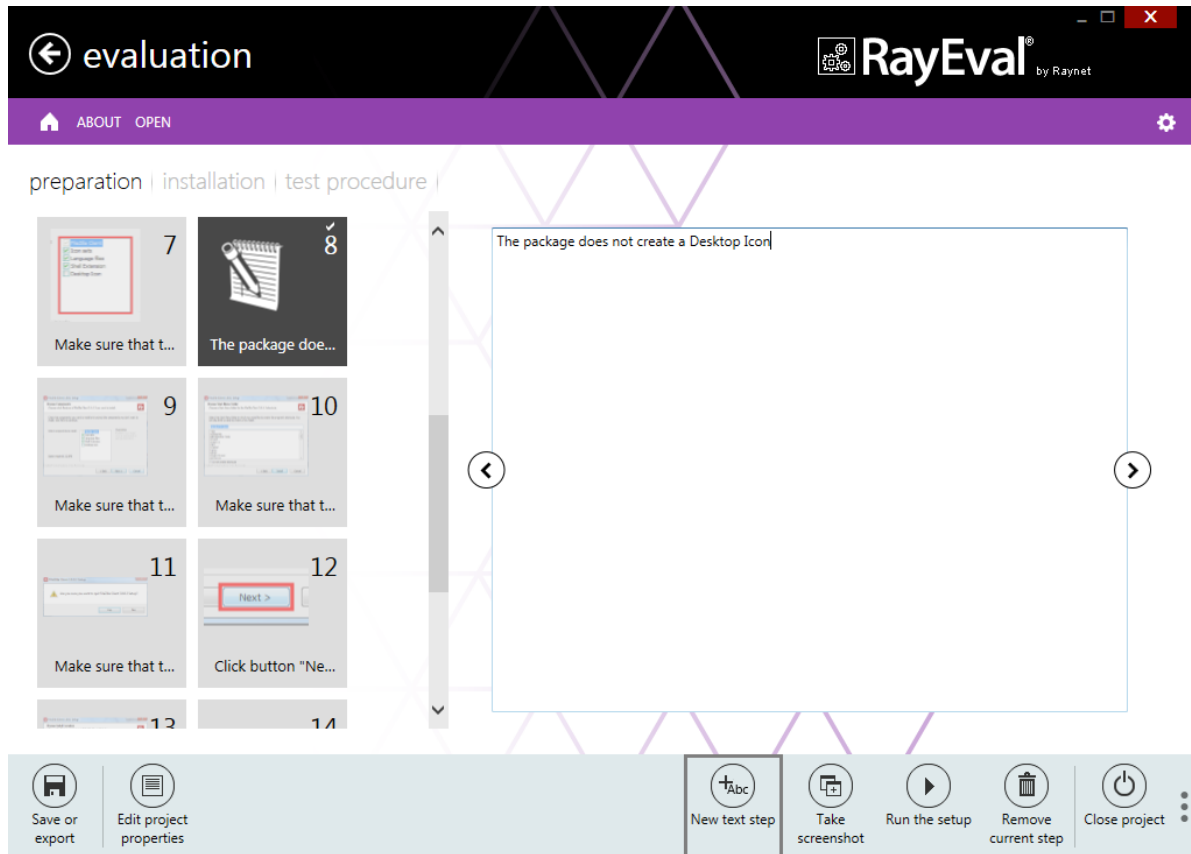 evaluation
RayEval® by Raynet
X
ABOUT OPEN
preparation | installation | test procedure |
7
Make sure that t...
8
The package doe...
9
Make sure that t...
10
Make sure that t...
11
Make sure that t...
12
Next >
Click button "Ne...
13
14
The package does not create a Desktop Icon
Save or
export
Edit project
properties
Abc
New text step
Take
screenshot
Run the setup
Remove
current step
Close project